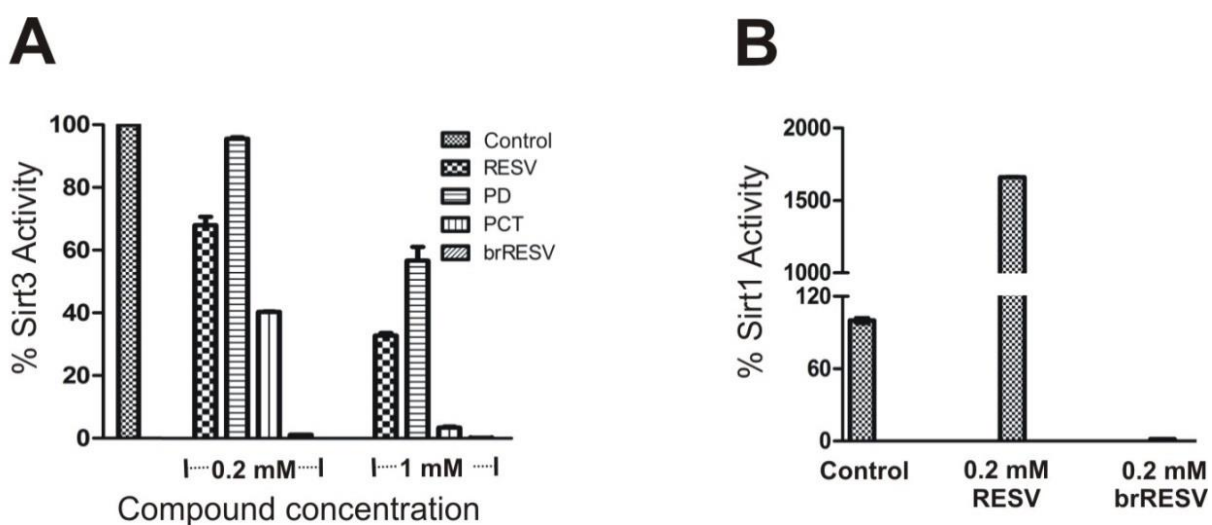 A
% Sirt3 Activity
100
80
60
40
20
0
Control
RESV
PD
PCT
brRESV
0.2 mM
1 mM
Compound concentration
B
% Sirt1 Activity
2000
1500
1000
120
60
0
Control
0.2 mM
RESV
0.2 mM
brRESV